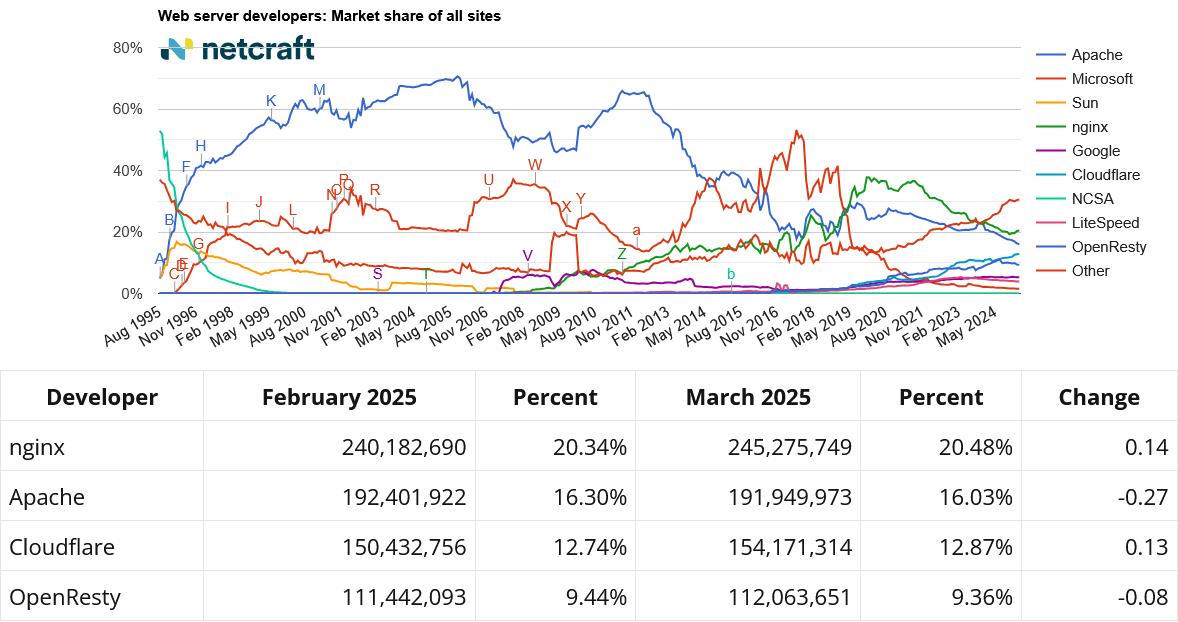 Web server developers: Market share of all sites
netcraft
80%
60%
40%
20%
0%
A
B
C
D
E
F
G
H
I
J
K
L
M
N
O
P
Q
R
S
T
U
V
W
X
Y
Z
a
b
Aug 1995
Nov 1996
Feb 1998
May 1999
Aug 2000
Nov 2001
Feb 2003
May 2004
Aug 2005
Nov 2006
Feb 2008
May 2009
Aug 2010
Nov 2011
Feb 2013
May 2014
Aug 2015
Nov 2016
Feb 2018
May 2019
Aug 2020
Nov 2021
Feb 2023
May 2024
Apache
Microsoft
Sun
nginx
Google
Cloudflare
NCSA
LiteSpeed
OpenResty
Other
Developer February 2025 Percent March 2025 Percent Change
nginx 240,182,690 20.34% 245,275,749 20.48% 0.14
Apache 192,401,922 16.30% 191,949,973 16.03% -0.27
Cloudflare 150,432,756 12.74% 154,171,314 12.87% 0.13
OpenResty 111,442,093 9.44% 112,063,651 9.36% -0.08